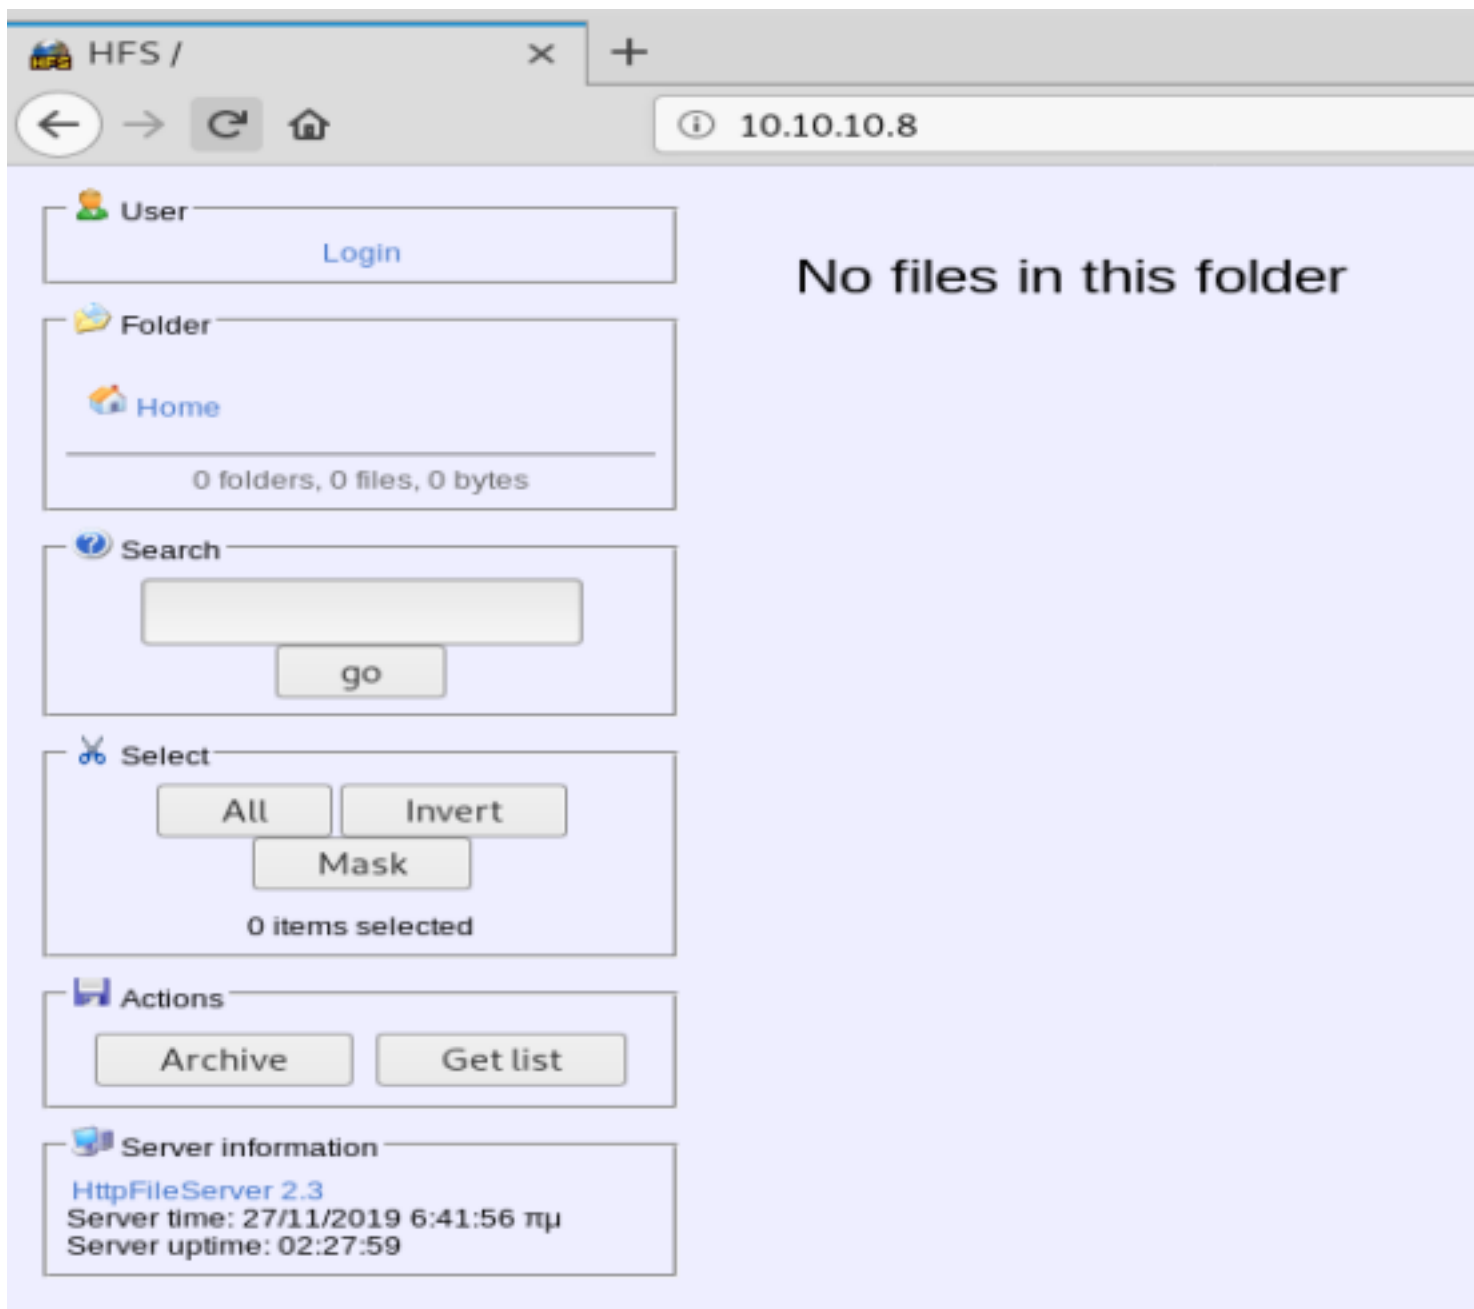 HFS /
10.10.10.8
User
Login
No files in this folder
Folder
Home
0 folders, 0 files, 0 bytes
Search
go
Select
All Invert
Mask
0 items selected
Actions
Archive Get list
Server information
HttpFileServer 2.3
Server time: 27/11/2019 6:41:56 πμ
Server uptime: 02:27:59